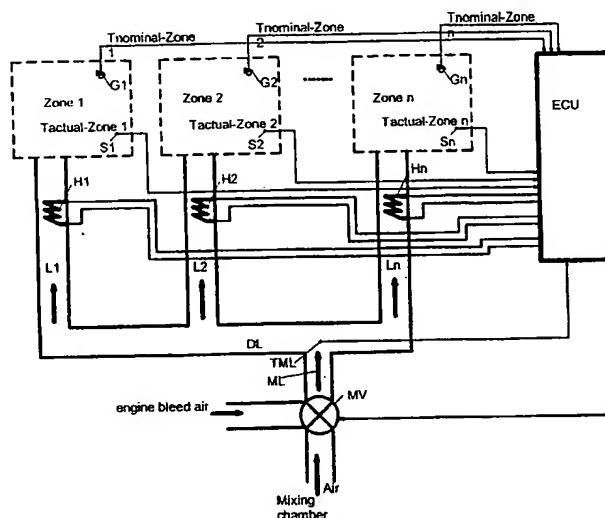 Tnominal-Zone 1
Tnominal-Zone 2
Tnominal-Zone n
G1
G2
Gn
Zone 1
Zone 2
Zone n
ECU
Tactual-Zone 1
Tactual-Zone 2
Tactual-Zone n
S1
S2
Sn
H1
H2
Hn
L1
L2
Ln
DL
TML
ML
MV
engine bleed air
Air
Mixing
chamber